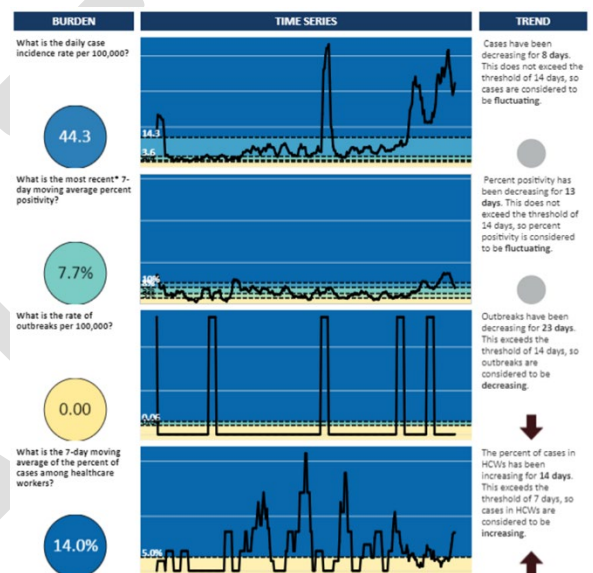 BURDEN
TIME SERIES
TREND
What is the daily case
incidence rate per 100,000?
44.3
14.3
3.6
Cases have been
decreasing for 8 days.
This does not exceed the
threshold of 14 days, so
cases are considered to
be fluctuating.
What is the most recent* 7-
day moving average percent
positivity?
7.7%
10%
Percent positivity has
been decreasing for 13
days. This does not
exceed the threshold of
14 days, so percent
positivity is considered
to be fluctuating.
What is the rate of
outbreaks per 100,000?
0.00
0.06
Outbreaks have been
decreasing for 23 days.
This exceeds the
threshold of 14 days, so
outbreaks are
considered to be
decreasing.
What is the 7-day moving
average of the percent of
cases among healthcare
workers?
14.0%
5.0%
The percent of cases in
HCWs has been
increasing for 14 days.
This exceeds the
threshold of 7 days, so
cases in HCWs are
considered to be
increasing.